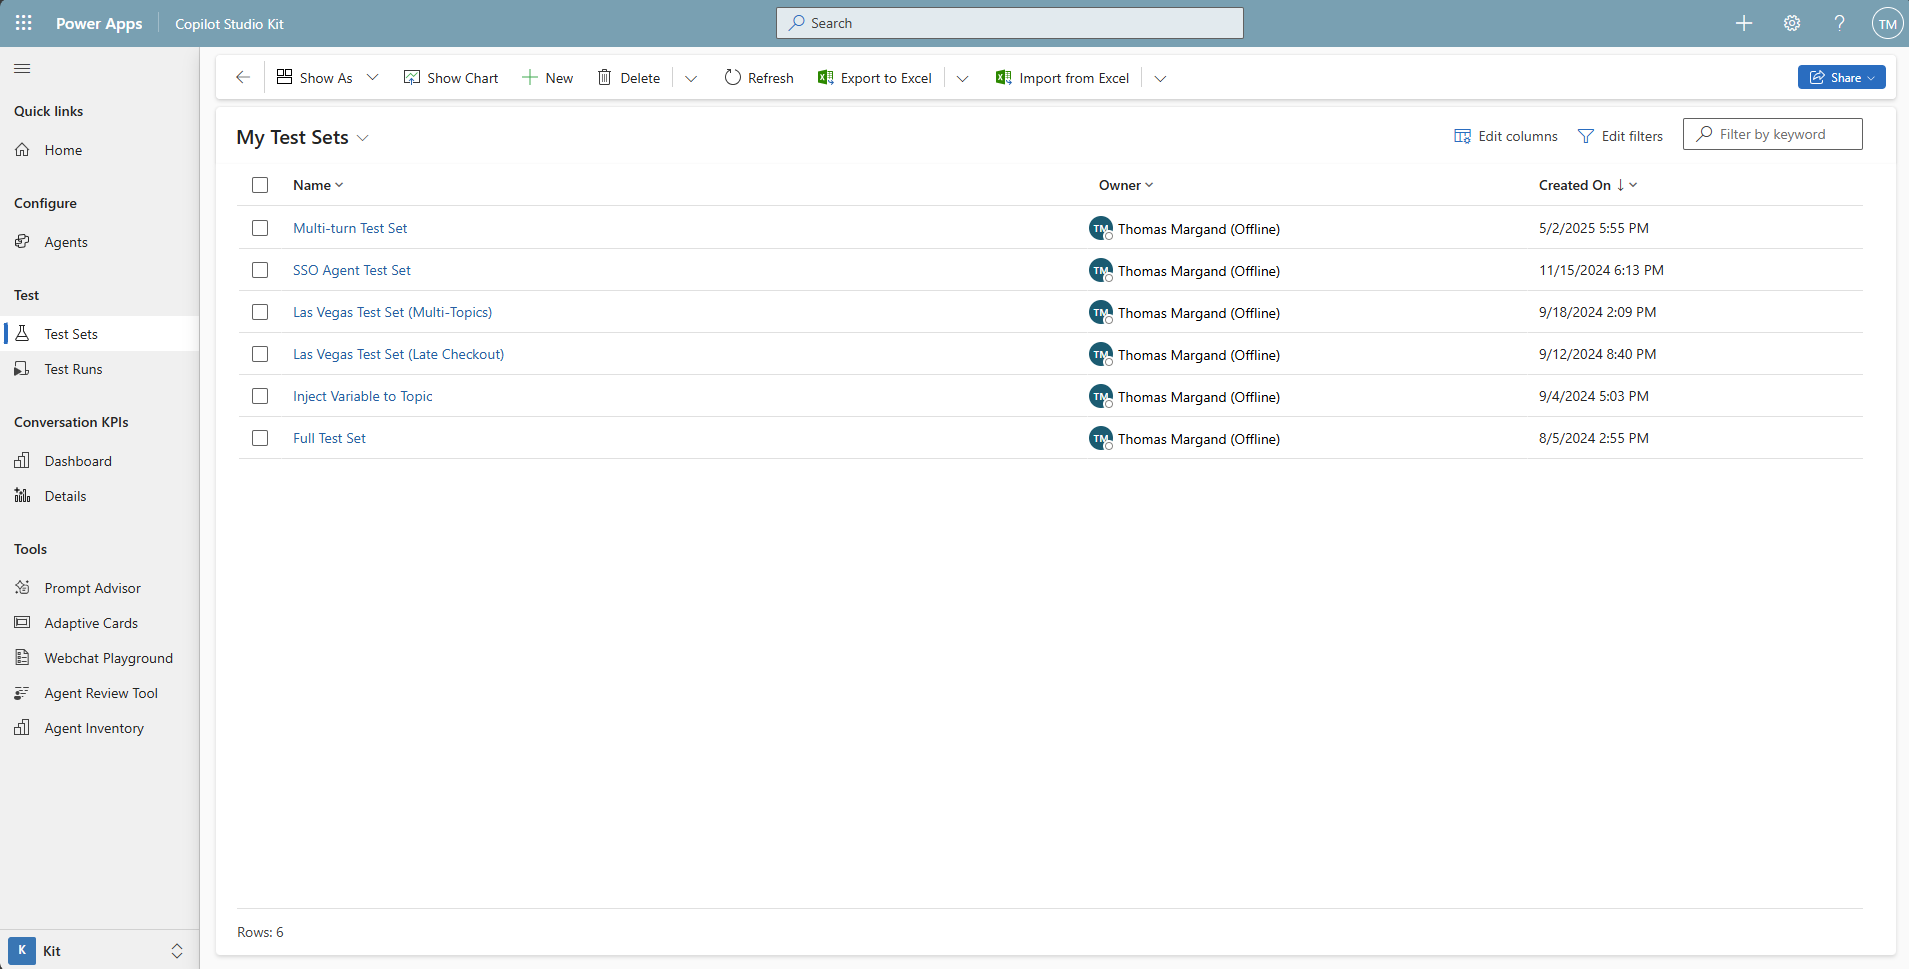 Power Apps
Copilot Studio Kit
Search
TM
Quick links
Home
Configure
Agents
Test
Test Sets
Test Runs
Conversation KPIs
Dashboard
Details
Tools
Prompt Advisor
Adaptive Cards
Webchat Playground
Agent Review Tool
Agent Inventory
K Kit
Show As Show Chart New Delete Refresh Export to Excel Import from Excel Share
My Test Sets Edit columns Edit filters Filter by keyword
Name Owner Created On
Multi-turn Test Set TM Thomas Margand (Offline) 5/2/2025 5:55 PM
SSO Agent Test Set TM Thomas Margand (Offline) 11/15/2024 6:13 PM
Las Vegas Test Set (Multi-Topics) TM Thomas Margand (Offline) 9/18/2024 2:09 PM
Las Vegas Test Set (Late Checkout) TM Thomas Margand (Offline) 9/12/2024 8:40 PM
Inject Variable to Topic TM Thomas Margand (Offline) 9/4/2024 5:03 PM
Full Test Set TM Thomas Margand (Offline) 8/5/2024 2:55 PM
Rows: 6